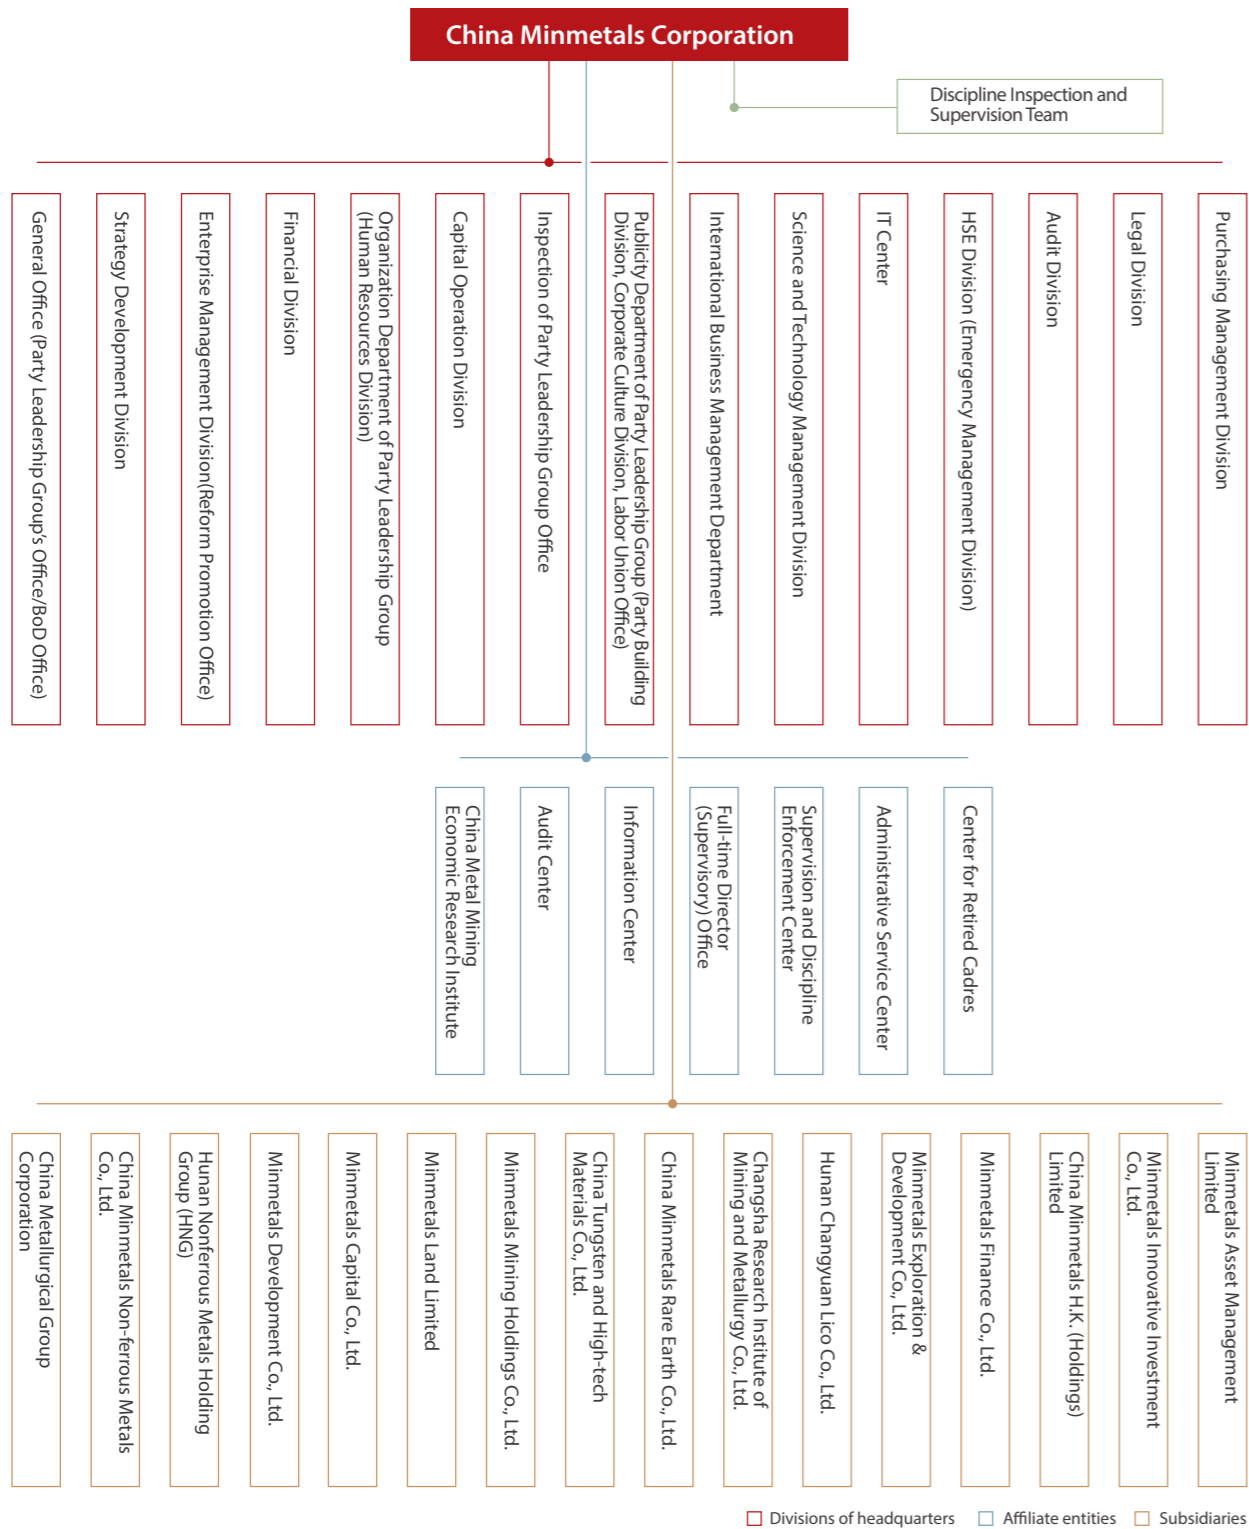 China Minmetals Corporation
Discipline Inspection and
Supervision Team
General Office (Party Leadership Group's Office/BoD Office)
Strategy Development Division
Enterprise Management Division(Reform Promotion Office)
Financial Division
Organization Department of Party Leadership Group
(Human Resources Division)
Capital Operation Division
Inspection of Party Leadership Group Office
Publicity Department of Party Leadership Group (Party Building
Division, Corporate Culture Division, Labor Union Office)
International Business Management Department
Science and Technology Management Division
IT Center
HSE Division (Emergency Management Division)
Audit Division
Legal Division
Purchasing Management Division
China Metal Mining
Economic Research Institute
Audit Center
Information Center
Full-time Director
(Supervisory) Office
Supervision and Discipline
Enforcement Center
Administrative Service Center
Center for Retired Cadres
China Metallurgical Group
Corporation
China Minmetals Non-ferrous Metals
Co., Ltd.
Hunan Nonferrous Metals Holding
Group (HNG)
Minmetals Development Co., Ltd.
Minmetals Capital Co., Ltd.
Minmetals Land Limited
Minmetals Mining Holdings Co., Ltd.
China Tungsten and High-tech
Materials Co., Ltd.
China Minmetals Rare Earth Co., Ltd.
Changsha Research Institute of
Mining and Metallurgy Co., Ltd.
Hunan Changyuan Lico Co., Ltd.
Minmetals Exploration &
Development Co., Ltd.
Minmetals Finance Co., Ltd.
China Minmetals H.K. (Holdings)
Limited
Minmetals Innovative Investment
Co., Ltd.
Minmetals Asset Management
Limited
Divisions of headquarters
Affiliate entities
Subsidiaries